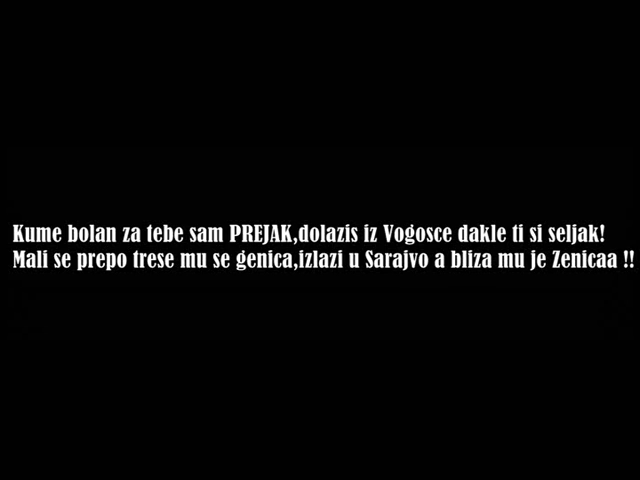 Kume bolan za tebe sam PREJAK,dolazis iz Vogosce dakle ti si seljak!
Mali se prepo trese mu se genica,izlazi u Sarajvo a bliza mu je Zenicaa !!